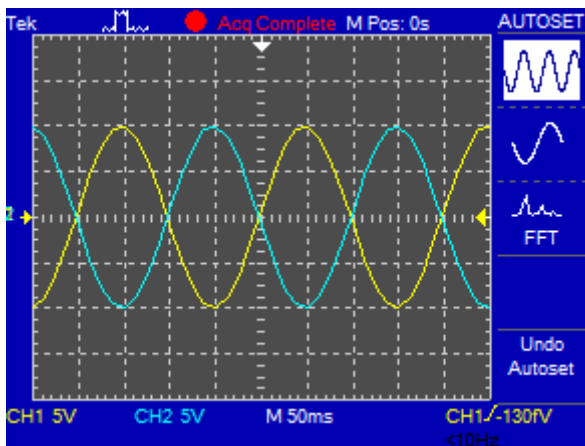 Tek Acq Complete M Pos: 0s AUTOSET
FFT
Undo
Autoset
CH1 5V CH2 5V M 50ms CH1 -130fV
<10Hz